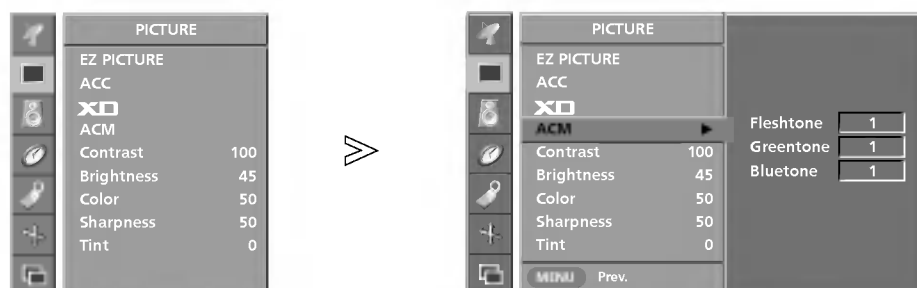 PICTURE
EZ PICTURE
ACC
XD
ACM
Contrast 100
Brightness 45
Color 50
Sharpness 50
Tint 0
PICTURE
EZ PICTURE
ACC
XD
ACM
Contrast 100
Brightness 45
Color 50
Sharpness 50
Tint 0
MENU Prev.
Fleshtone 1
Greentone 1
Bluetone 1